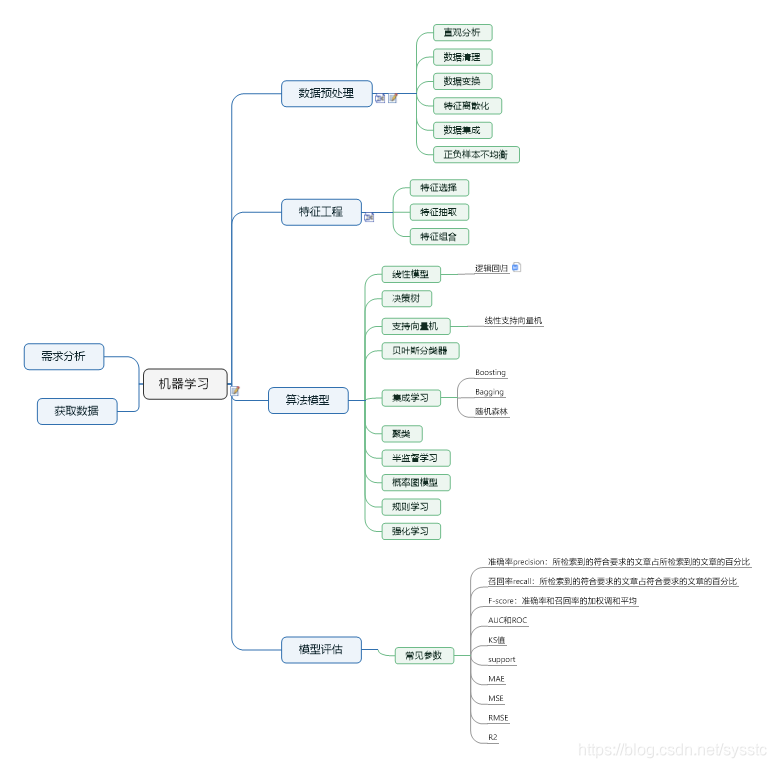 需求分析
获取数据
机器学习
数据预处理
直观分析
数据清理
数据变换
特征离散化
数据集成
正负样本不均衡
特征工程
特征选择
特征抽取
特征组合
算法模型
线性模型
逻辑回归
决策树
支持向量机
线性支持向量机
贝叶斯分类器
集成学习
Boosting
Bagging
随机森林
聚类
半监督学习
概率图模型
规则学习
强化学习
模型评估
常见参数
准确率precision：所检索到的符合要求的文章占所检索到的文章的百分比
召回率recall：所检索到的符合要求的文章占符合要求的文章的百分比
F-score：准确率和召回率的加权调和平均
AUC和ROC
KS值
support
MAE
MSE
RMSE
R2
https://blog.csdn.net/sysstc